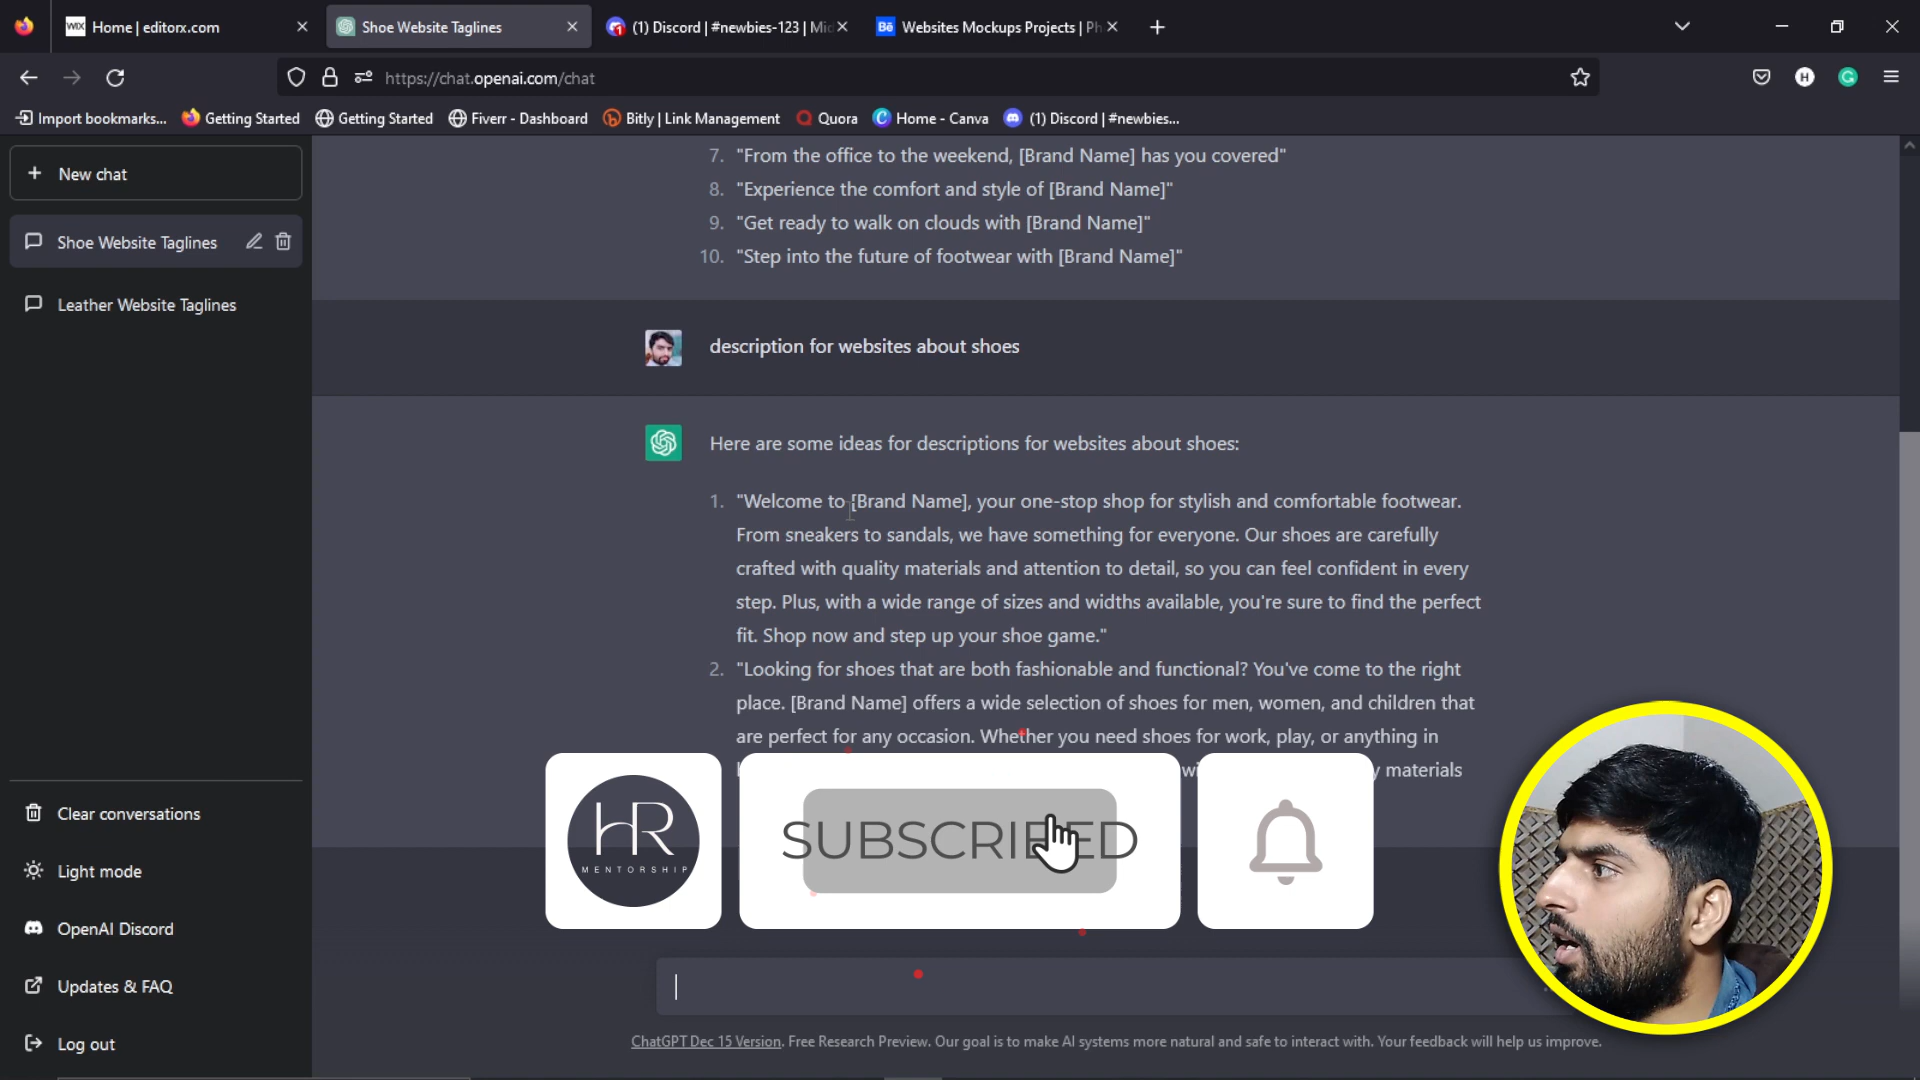 Home | editorx.com
Shoe Website Taglines
(1) Discord | #newbies-123 | Mid
Websites Mockups Projects | Ph
https://chat.openai.com/chat
Import bookmarks...
Getting Started
Getting Started
Fiverr - Dashboard
Bitly | Link Management
Quora
Home - Canva
(1) Discord | #newbies...
New chat
Shoe Website Taglines
Leather Website Taglines
7. "From the office to the weekend, [Brand Name] has you covered"
8. "Experience the comfort and style of [Brand Name]"
9. "Get ready to walk on clouds with [Brand Name]"
10. "Step into the future of footwear with [Brand Name]"
description for websites about shoes
Here are some ideas for descriptions for websites about shoes:
1. "Welcome to [Brand Name], your one-stop shop for stylish and comfortable footwear.
From sneakers to sandals, we have something for everyone. Our shoes are carefully
crafted with quality materials and attention to detail, so you can feel confident in every
step. Plus, with a wide range of sizes and widths available, you're sure to find the perfect
fit. Shop now and step up your shoe game."
2. "Looking for shoes that are both fashionable and functional? You've come to the right
place. [Brand Name] offers a wide selection of shoes for men, women, and children that
are perfect for any occasion. Whether you need shoes for work, play, or anything in
materials
HR
MENTORSHIP
SUBSCRIBED
Clear conversations
Light mode
OpenAI Discord
Updates & FAQ
Log out
ChatGPT Dec 15 Version. Free Research Preview. Our goal is to make AI systems more natural and safe to interact with. Your feedback will help us improve.